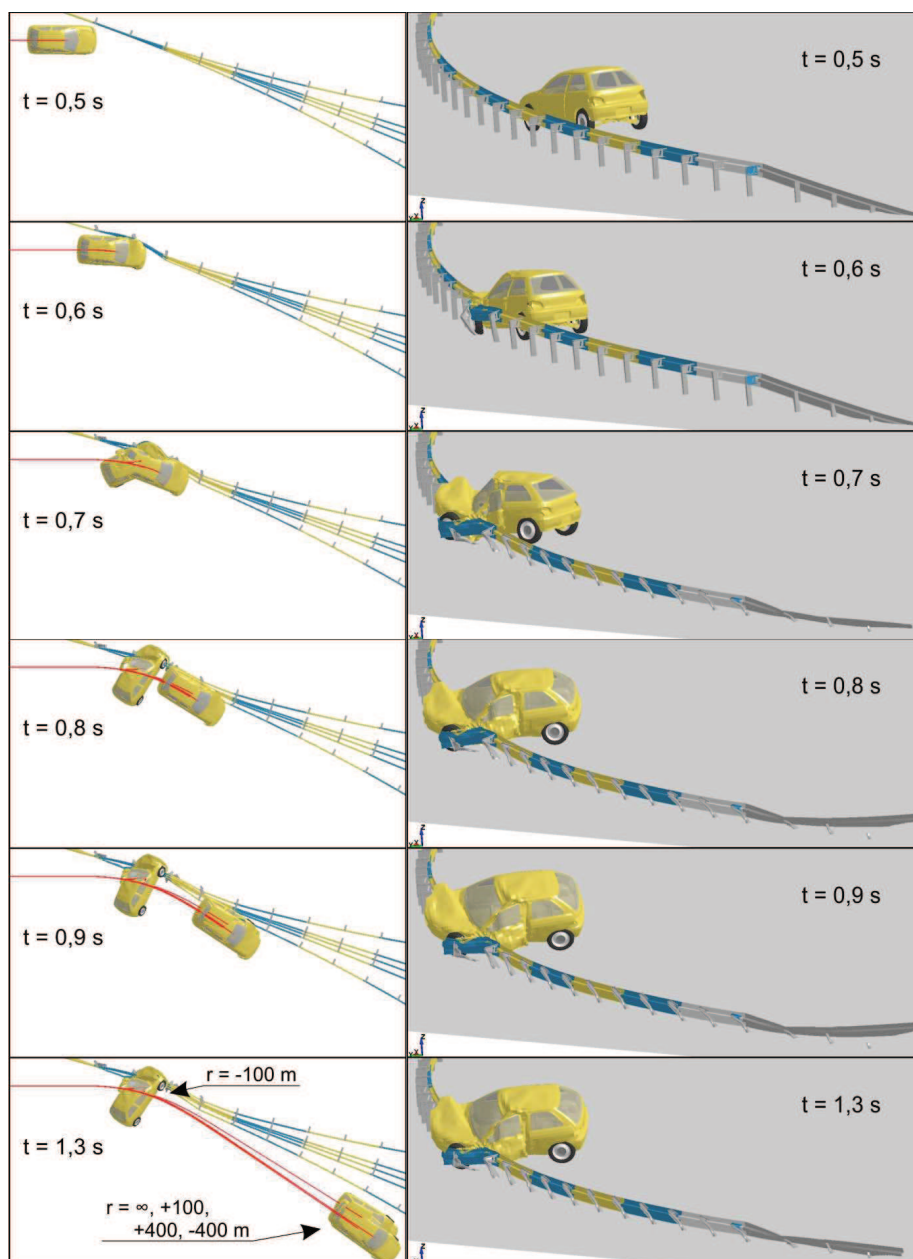 t = 0,5 s
t = 0,5 s
t = 0,6 s
t = 0,6 s
t = 0,7 s
t = 0,7 s
t = 0,8 s
t = 0,8 s
t = 0,9 s
t = 0,9 s
r = -100 m
t = 1,3 s
t = 1,3 s
r = ∞, +100,
+400, -400 m